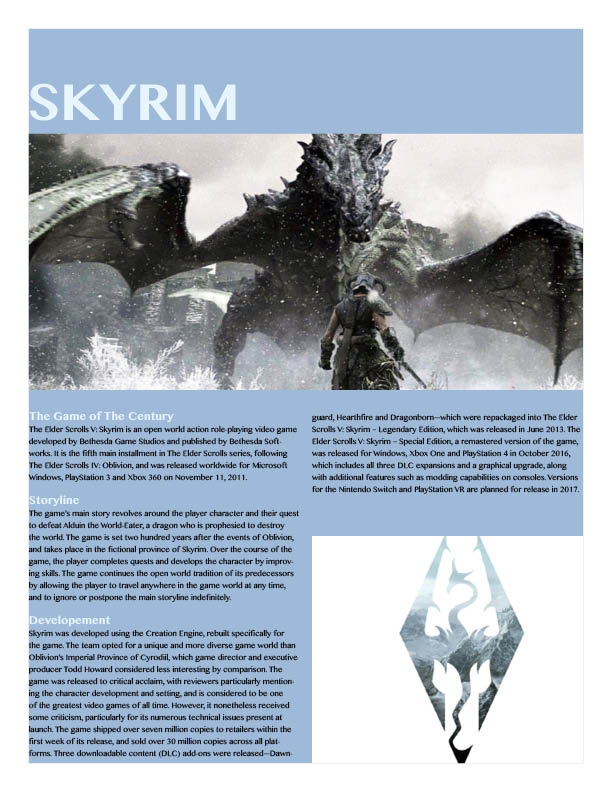 SKYRIM
The Game of The Century
The Elder Scrolls V: Skyrim is an open world action role-playing video game
developed by Bethesda Game Studios and published by Bethesda Soft-
works. It is the fifth main installment in The Elder Scrolls series, following
The Elder Scrolls IV: Oblivion, and was released worldwide for Microsoft
Windows, PlayStation 3 and Xbox 360 on November 11, 2011.
Storyline
The game's main story revolves around the player character and their quest
to defeat Alduin the World-Eater, a dragon who is prophesied to destroy
the world. The game is set two hundred years after the events of Oblivion,
and takes place in the fictional province of Skyrim. Over the course of the
game, the player completes quests and develops the character by improv-
ing skills. The game continues the open world tradition of its predecessors
by allowing the player to travel anywhere in the game world at any time,
and to ignore or postpone the main storyline indefinitely.
Developement
Skyrim was developed using the Creation Engine, rebuilt specifically for
the game. The team opted for a unique and more diverse game world than
Oblivion's Imperial Province of Cyrodiil, which game director and executive
producer Todd Howard considered less interesting by comparison. The
game was released to critical acclaim, with reviewers particularly mention-
ing the character development and setting, and is considered to be one
of the greatest video games of all time. However, it nonetheless received
some criticism, particularly for its numerous technical issues present at
launch. The game shipped over seven million copies to retailers within the
first week of its release, and sold over 30 million copies across all plat-
forms. Three downloadable content (DLC) add-ons were released—Dawn-
guard, Hearthfire and Dragonborn—which were repackaged into The Elder
Scrolls V: Skyrim – Legendary Edition, which was released in June 2013. The
Elder Scrolls V: Skyrim – Special Edition, a remastered version of the game,
was released for Windows, Xbox One and PlayStation 4 in October 2016,
which includes all three DLC expansions and a graphical upgrade, along
with additional features such as modding capabilities on consoles. Versions
for the Nintendo Switch and PlayStation VR are planned for release in 2017.